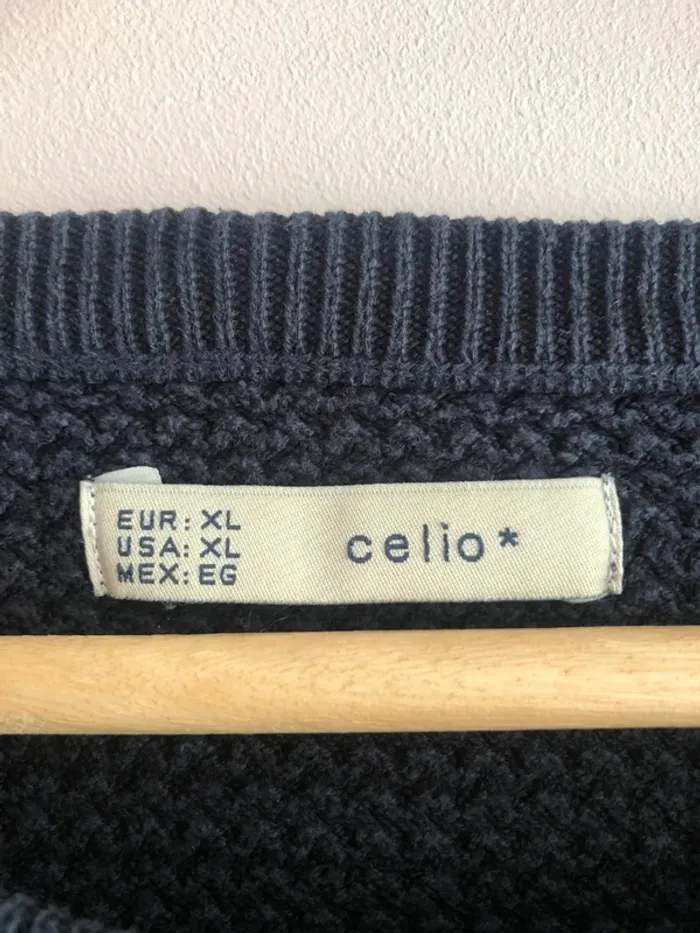 EUR: XL
USA: XL
MEX: EG
celio*